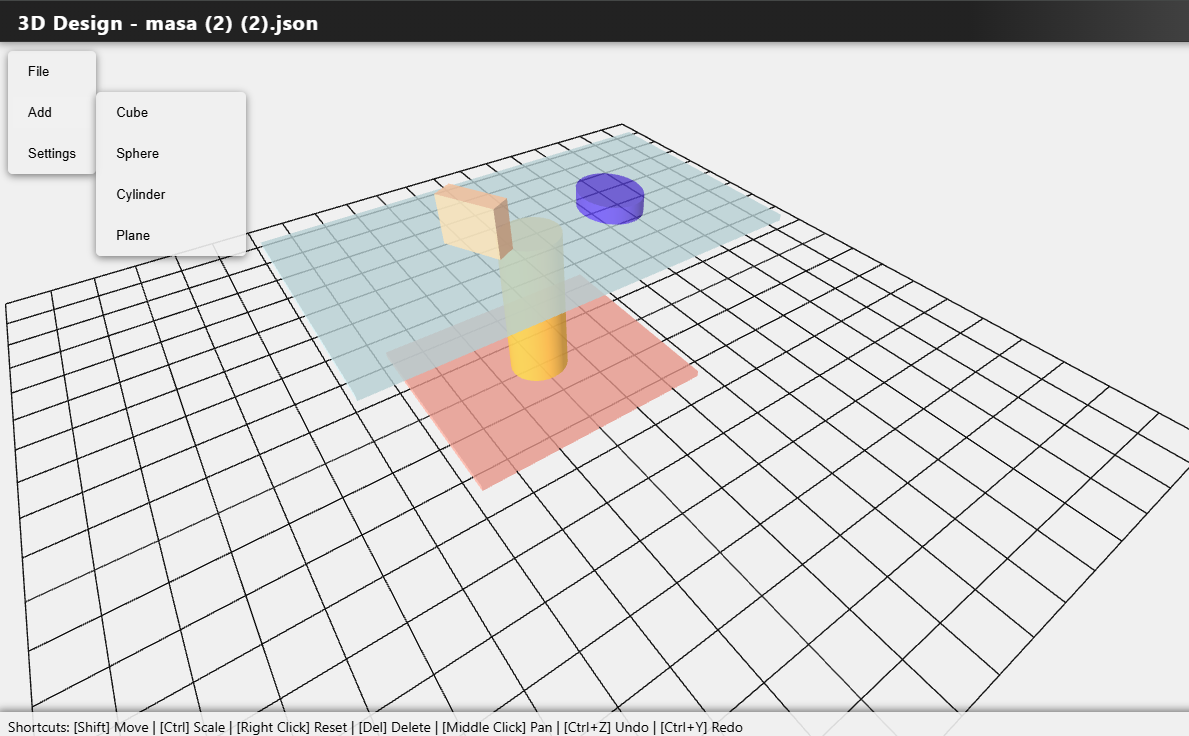 3D Design - masa (2) (2).json
File
Add
Settings
Cube
Sphere
Cylinder
Plane
Shortcuts: [Shift] Move | [Ctrl] Scale | [Right Click] Reset | [Del] Delete | [Middle Click] Pan | [Ctrl+Z] Undo | [Ctrl+Y] Redo